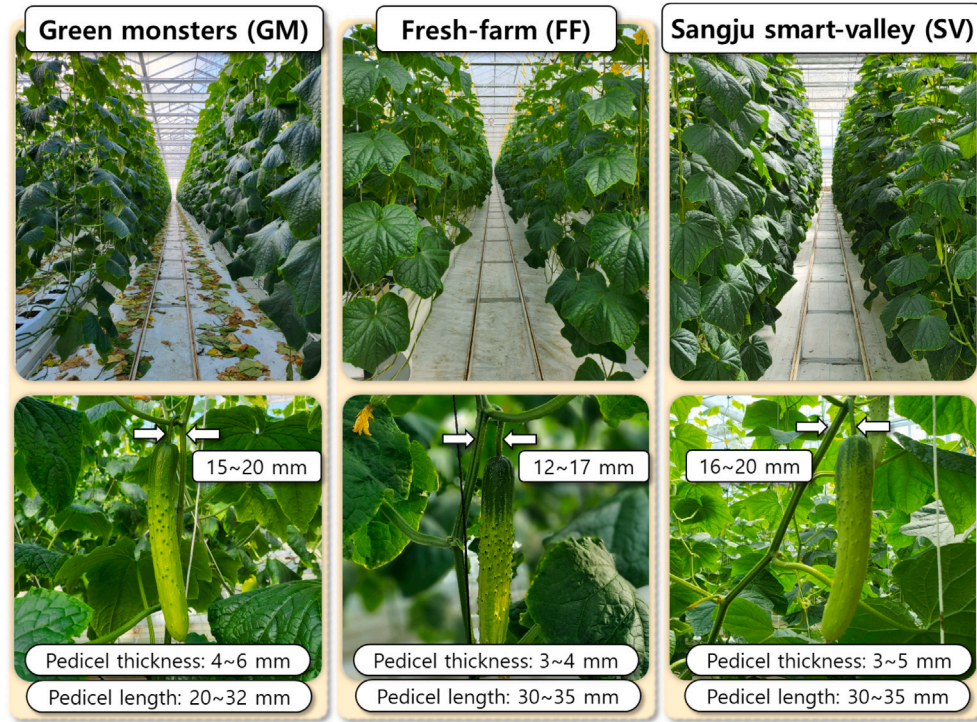 Green monsters (GM)
Fresh-farm (FF)
Sangju smart-valley (SV)
15~20 mm
12~17 mm
16~20 mm
Pedicel thickness: 4~6 mm
Pedicel length: 20~32 mm
Pedicel thickness: 3~4 mm
Pedicel length: 30~35 mm
Pedicel thickness: 3~5 mm
Pedicel length: 30~35 mm